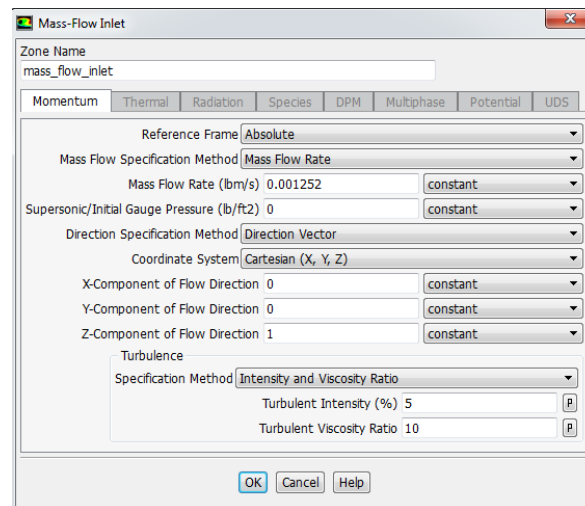 Mass-Flow Inlet
Zone Name
mass_flow_inlet
Momentum Thermal Radiation Species DPM Multiphase Potential UDS
Reference Frame Absolute
Mass Flow Specification Method Mass Flow Rate
Mass Flow Rate (lbm/s) 0.001252 constant
Supersonic/Initial Gauge Pressure (lb/ft2) 0 constant
Direction Specification Method Direction Vector
Coordinate System Cartesian (X, Y, Z)
X-Component of Flow Direction 0 constant
Y-Component of Flow Direction 0 constant
Z-Component of Flow Direction 1 constant
Turbulence
Specification Method Intensity and Viscosity Ratio
Turbulent Intensity (%) 5 P
Turbulent Viscosity Ratio 10 P
OK Cancel Help